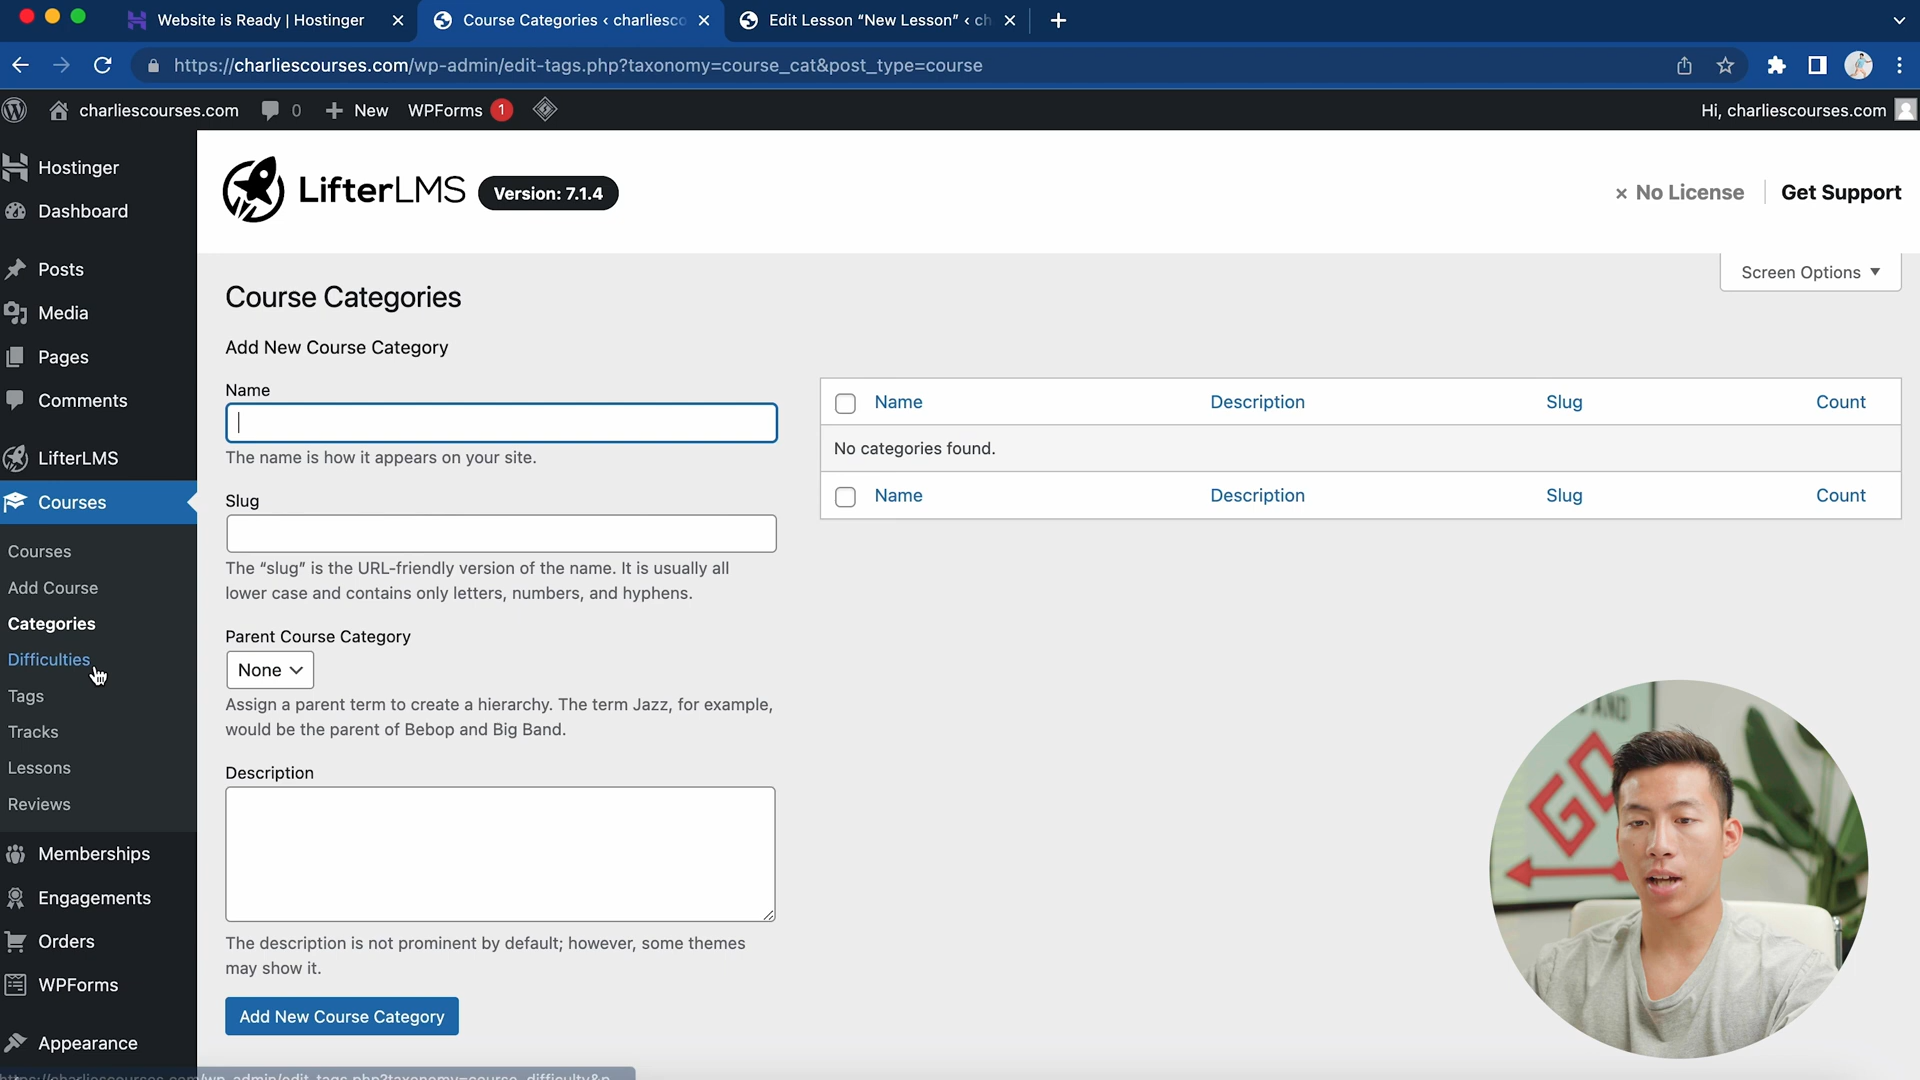 Website is Ready | Hostinger
Course Categories ‹ charliesco
Edit Lesson “New Lesson” ‹ ch
https://charliescourses.com/wp-admin/edit-tags.php?taxonomy=course_cat&post_type=course
charliescourses.com
0
New
WPForms 1
Hi, charliescourses.com
Hostinger
Dashboard
Posts
Media
Pages
Comments
LifterLMS
Courses
Courses
Add Course
Categories
Difficulties
Tags
Tracks
Lessons
Reviews
Memberships
Engagements
Orders
WPForms
Appearance
LifterLMS
Version: 7.1.4
× No License
Get Support
Screen Options
Course Categories
Add New Course Category
Name
The name is how it appears on your site.
Slug
The “slug” is the URL-friendly version of the name. It is usually all
lower case and contains only letters, numbers, and hyphens.
Parent Course Category
None
Assign a parent term to create a hierarchy. The term Jazz, for example,
would be the parent of Bebop and Big Band.
Description
The description is not prominent by default; however, some themes
may show it.
Add New Course Category
Name Description Slug Count
No categories found.
Name Description Slug Count
AND
GO